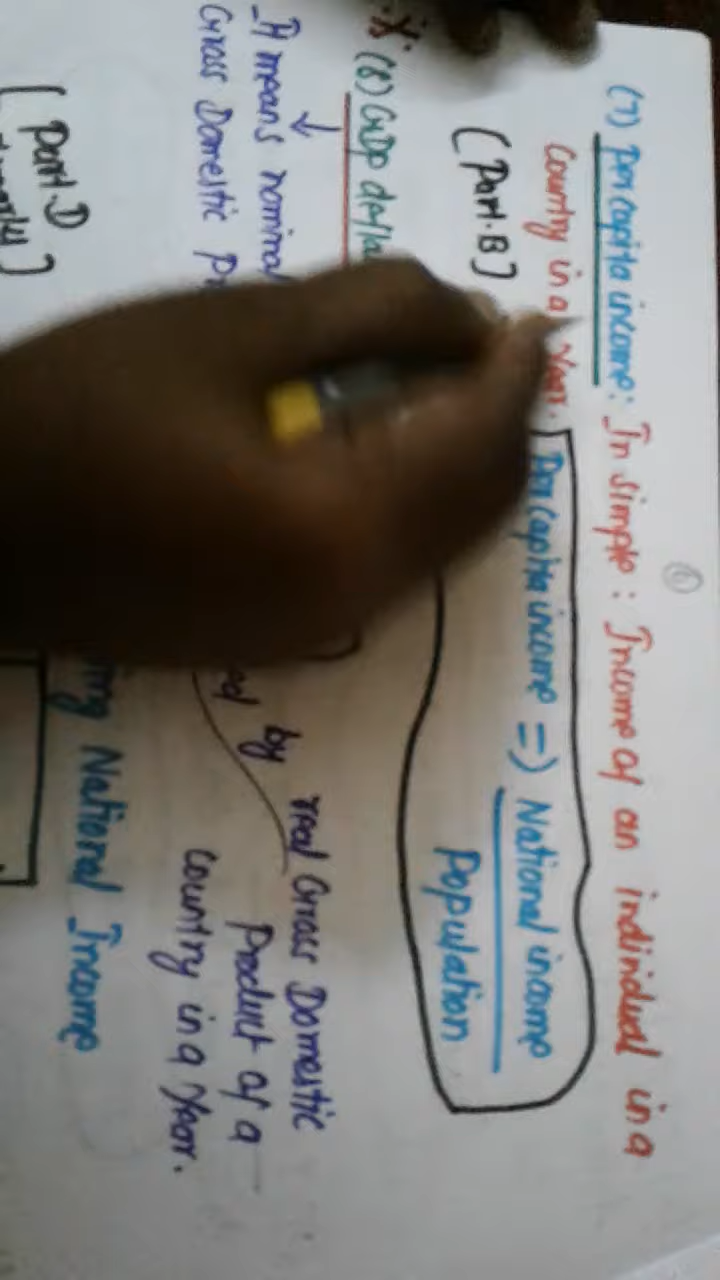 6
(7) Per capita income: In simple: Income of an individual in a
Country in a Year. Per capita income => National income
Population
(Part.B]
(8) GDP defla
It means nominal
Gross Domestic Pr
by real Gross Domestic
Product of a
country in a year.
[ Part.D
ing National Income